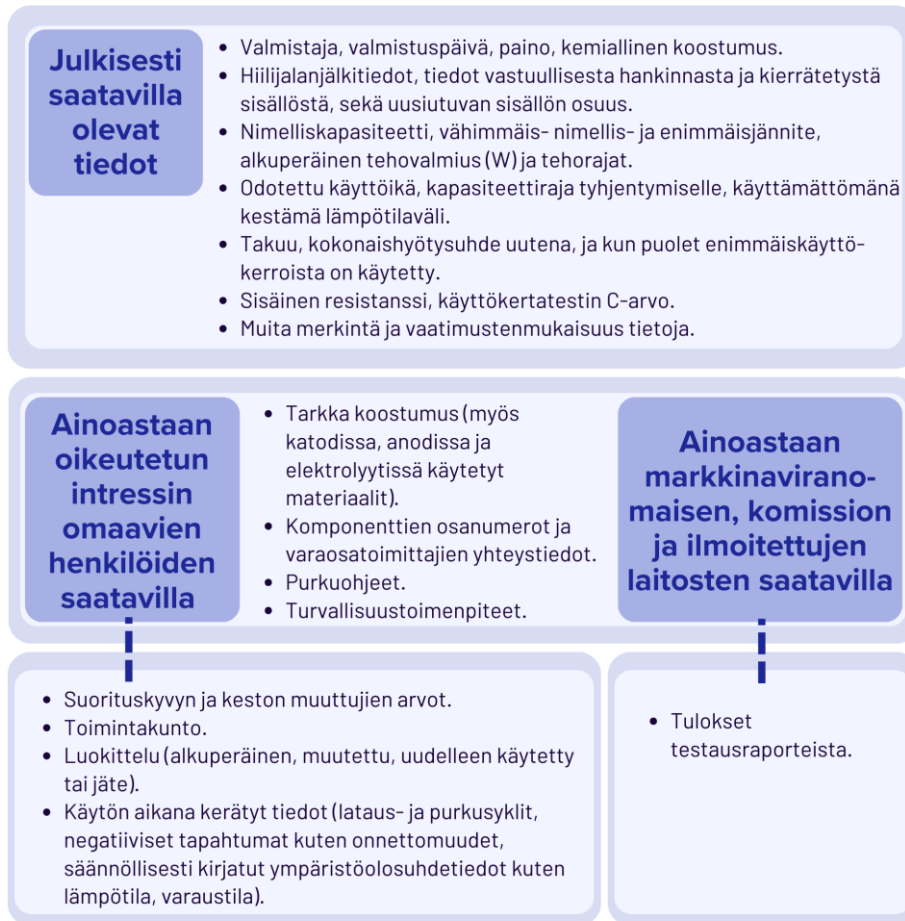 Julkisesti
saatavilla
olevat
tiedot
• Valmistaja, valmistuspäivä, paino, kemiallinen koostumus.
• Hiilijalanjälkitiedot, tiedot vastuullisesta hankinnasta ja kierrätetystä
sisällöstä, sekä uusiutuvan sisällön osuus.
• Nimelliskapasiteetti, vähimmäis- nimellis- ja enimmäisjännite,
alkuperäinen tehovalmius (W) ja tehorajat.
• Odotettu käyttöikä, kapasiteettiraja tyhjentymiselle, käyttämättömänä
kestämä lämpötilaväli.
• Takuu, kokonaishyötysuhde uutena, ja kun puolet enimmäiskäyttö-
kerroista on käytetty.
• Sisäinen resistanssi, käyttökertatestin C-arvo.
• Muita merkintä ja vaatimustenmukaisuus tietoja.
Ainoastaan
oikeutetun
intressin
omaavien
henkilöiden
saatavilla
• Tarkka koostumus (myös
katodissa, anodissa ja
elektrolyytissä käytetyt
materiaalit).
• Komponenttien osanumerot ja
varaosatoimittajien yhteystiedot.
• Purkuohjeet.
• Turvallisuustoimenpiteet.
Ainoastaan
markkinavirano-
maisen, komission
ja ilmoitettujen
laitosten saatavilla
• Suorituskyvyn ja keston muuttujien arvot.
• Toimintakunto.
• Luokittelu (alkuperäinen, muutettu, uudelleen käytetty
tai jäte).
• Käytön aikana kerätyt tiedot (lataus- ja purkusyklit,
negatiiviset tapahtumat kuten onnettomuudet,
säännöllisesti kirjatut ympäristöolosuhdetiedot kuten
lämpötila, varaustila).
• Tulokset
testausraporteista.